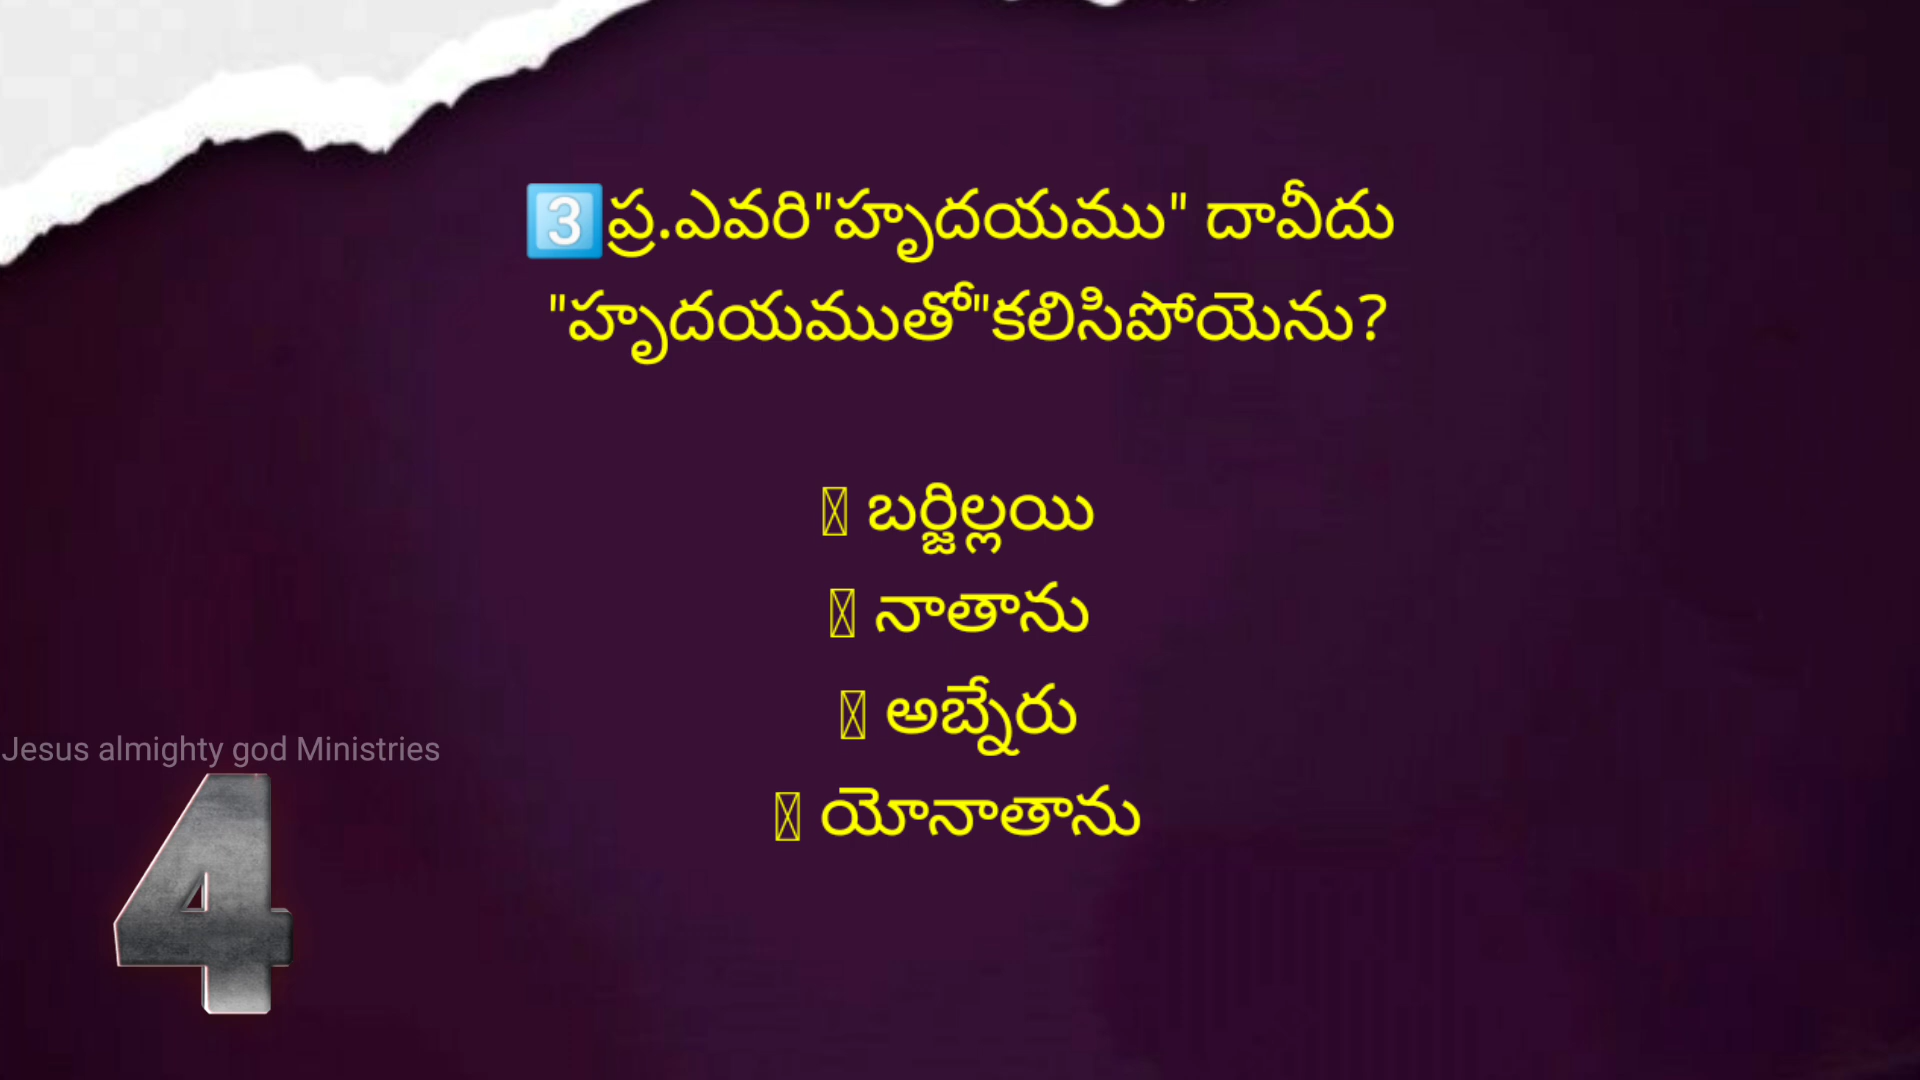 3️⃣ప్ర.ఎవరి"హృదయము" దావీదు
"హృదయముతో"కలిసిపోయెను?
బర్జిల్లయి
నాతాను
అబ్నేరు
యోనాతాను
Jesus almighty god Ministries
4